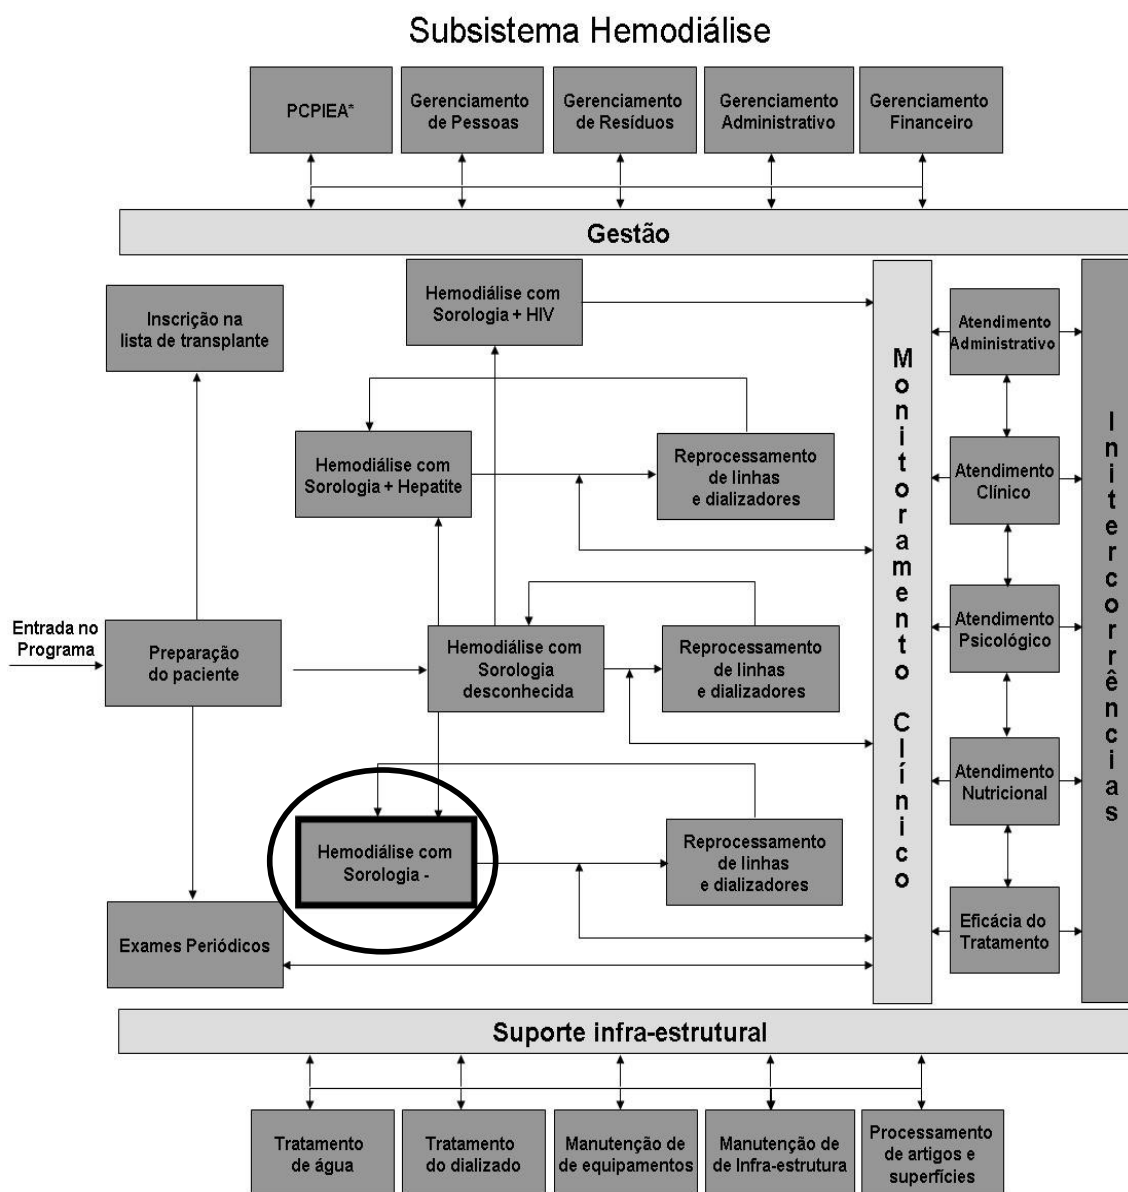 Subsistema Hemodiálise
PCPIEA*
Gerenciamento
de Pessoas
Gerenciamento
de Resíduos
Gerenciamento
Administrativo
Gerenciamento
Financeiro
Gestão
Inscrição na
lista de transplante
Hemodiálise com
Sorologia + HIV
Hemodiálise com
Sorologia + Hepatite
Reprocessamento
de linhas
e dializadores
Entrada no
Programa
Preparação
do paciente
Hemodiálise com
Sorologia
desconhecida
Reprocessamento
de linhas
e dializadores
Hemodiálise com
Sorologia -
Reprocessamento
de linhas
e dializadores
Exames Periódicos
Monitoramento Clínico
Atendimento
Administrativo
Atendimento
Clínico
Atendimento
Psicológico
Atendimento
Nutricional
Eficácia do
Tratamento
Initercorrências
Suporte infra-estrutural
Tratamento
de água
Tratamento
do dializado
Manutenção de
de equipamentos
Manutenção de
de Infra-estrutura
Processamento
de artigos e
superfícies